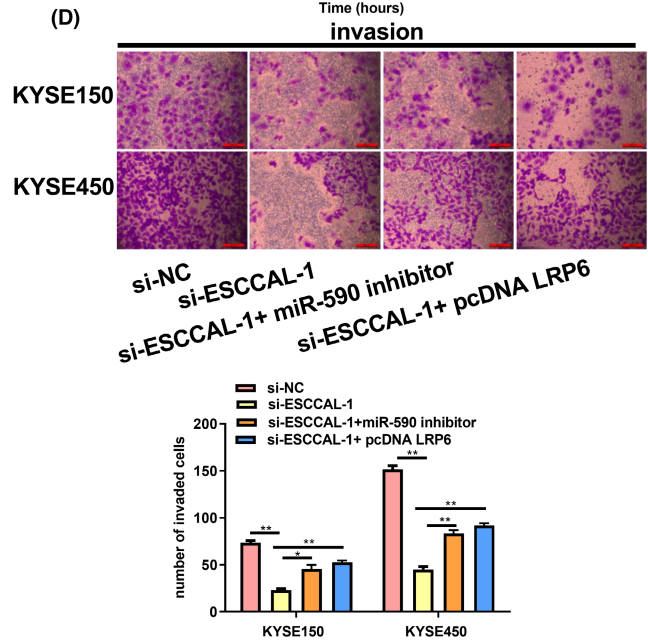 Time (hours)
(D)
invasion
KYSE150
KYSE450
si-NC
si-ESCCAL-1
si-ESCCAL-1+ miR-590 inhibitor
si-ESCCAL-1+ pcDNA LRP6
si-NC
si-ESCCAL-1
si-ESCCAL-1+miR-590 inhibitor
si-ESCCAL-1+ pcDNA LRP6
number of invaded cells
200
150
100
50
0
**
**
*
**
**
**
KYSE150
KYSE450